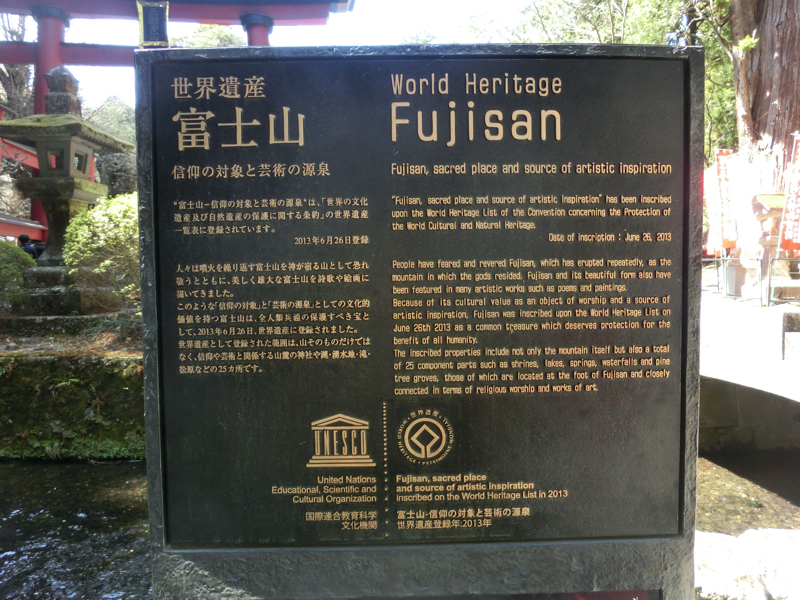 世界遺産
富士山
信仰の対象と芸術の源泉
"富士山-信仰の対象と芸術の源泉"は、「世界の文化
遺産及び自然遺産の保護に関する条約」の世界遺産
一覧表に登録されています。
2013年6月26日登録
人々は噴火を繰り返す富士山を神が宿る山として恐れ
敬うとともに、美しく雄大な富士山を詩歌や絵画に
描いてきました。
このような「信仰の対象」と「芸術の源泉」としての文化的
価値を持つ富士山は、全人類共通の保護すべき宝と
して、2013年6月26日、世界遺産に登録されました。
世界遺産として登録された範囲は、山そのものだけでは
なく、信仰や芸術と関係する山麓の神社や湖・湧水地・滝・
松原などの25カ所です。
World Heritage
Fujisan
Fujisan, sacred place and source of artistic inspiration
"Fujisan, sacred place and source of artistic inspiration" has been inscribed
upon the World Heritage List of the Convention concerning the Protection of
the World Cultural and Natural Heritage.
Date of inscription : June 26, 2013
People have feared and revered Fujisan, which has erupted repeatedly, as the
mountain in which the gods resided. Fujisan and its beautiful form also have
been featured in many artistic works such as poems and paintings.
Because of its cultural value as an object of worship and a source of
artistic inspiration, Fujisan was inscribed upon the World Heritage List on
June 26th 2013 as a common treasure which deserves protection for the
benefit of all humanity.
The inscribed properties include not only the mountain itself but also a total
of 25 component parts such as shrines, lakes, springs, waterfalls and pine
tree groves, those of which are located at the foot of Fujisan and closely
connected in terms of religious worship and works of art.
UNESCO
United Nations
Educational, Scientific and
Cultural Organization
国際連合教育科学
文化機関
世界遺産
WORLD HERITAGE
PATRIMOINE MONDIAL
Fujisan, sacred place
and source of artistic inspiration
inscribed on the World Heritage List in 2013
富士山-信仰の対象と芸術の源泉
世界遺産登録年:2013年